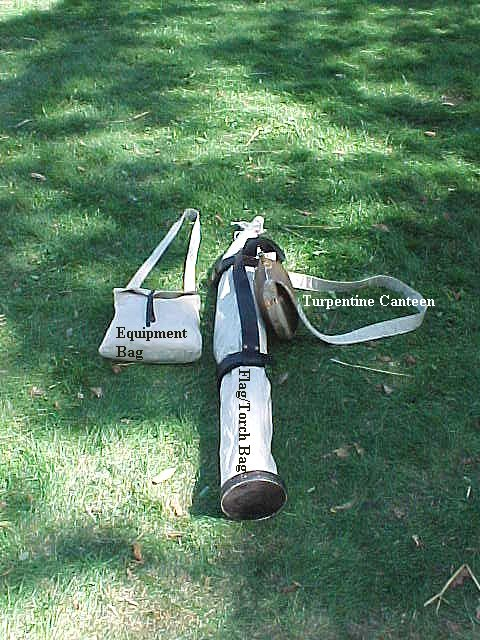 Turpentine Canteen
Equipment
Bag
Flag/Torch Bag